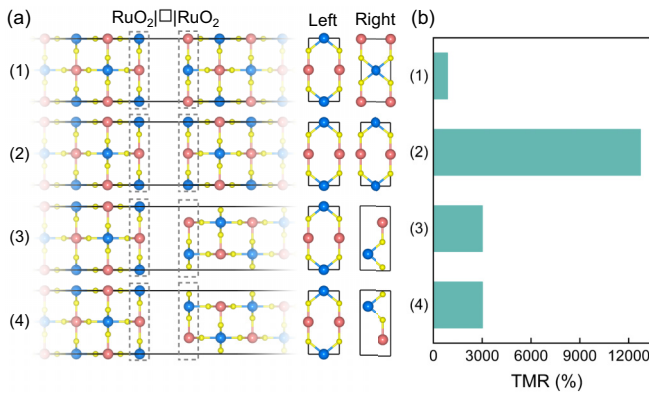 (a) RuO₂|□|RuO₂ Left Right (b)
(1) (1)
(2) (2)
(3) (3)
(4) (4)
0 3000 6000 9000 12000
TMR (%)